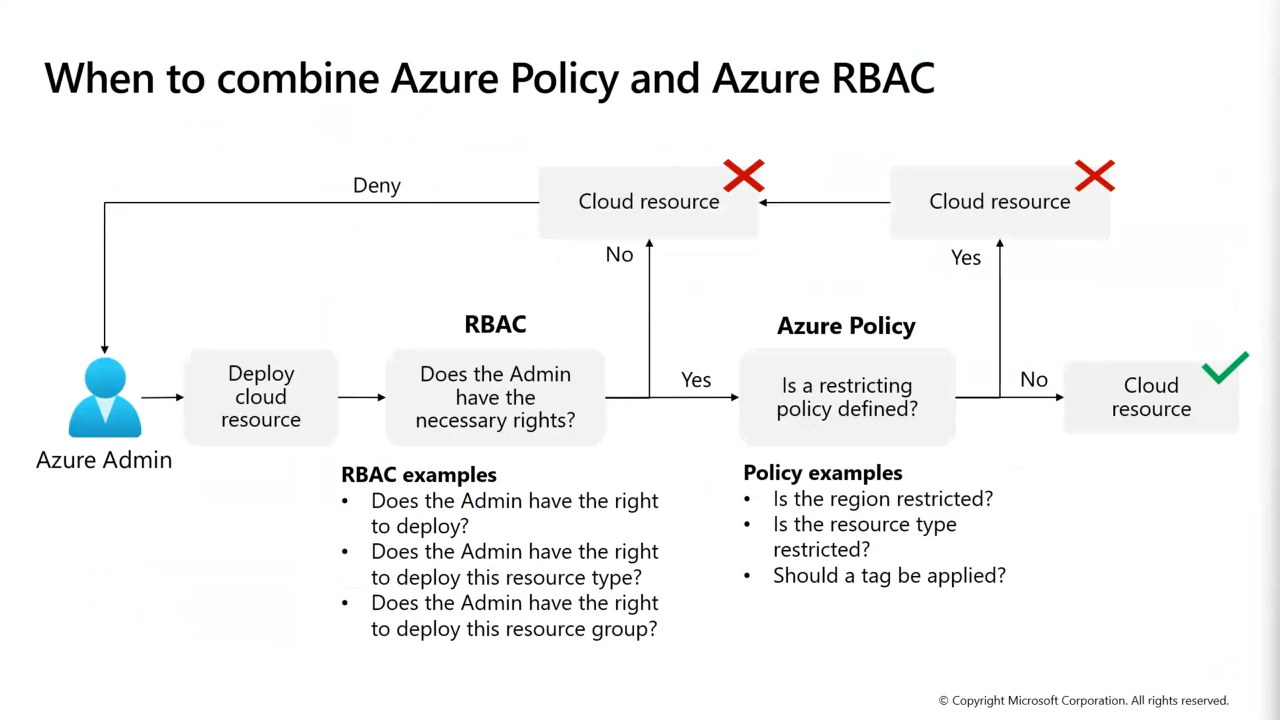 When to combine Azure Policy and Azure RBAC
Deny
Cloud resource
Cloud resource
No
Yes
RBAC
Azure Policy
Deploy
cloud
resource
Does the Admin
have the
necessary rights?
Yes
Is a restricting
policy defined?
No
Cloud
resource
Azure Admin
RBAC examples
• Does the Admin have the right
to deploy?
• Does the Admin have the right
to deploy this resource type?
• Does the Admin have the right
to deploy this resource group?
Policy examples
• Is the region restricted?
• Is the resource type
restricted?
• Should a tag be applied?
© Copyright Microsoft Corporation. All rights reserved.